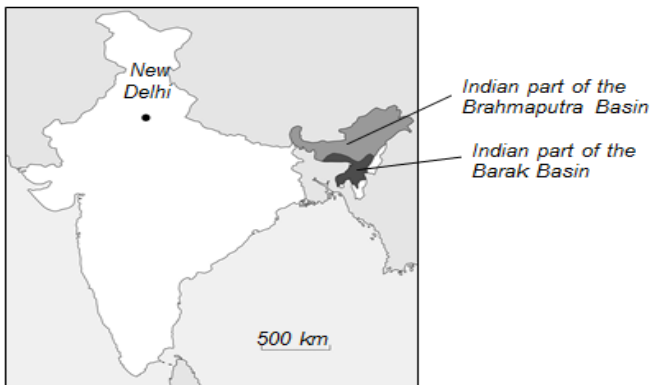 New
Delhi
Indian part of the
Brahmaputra Basin
Indian part of the
Barak Basin
500 km